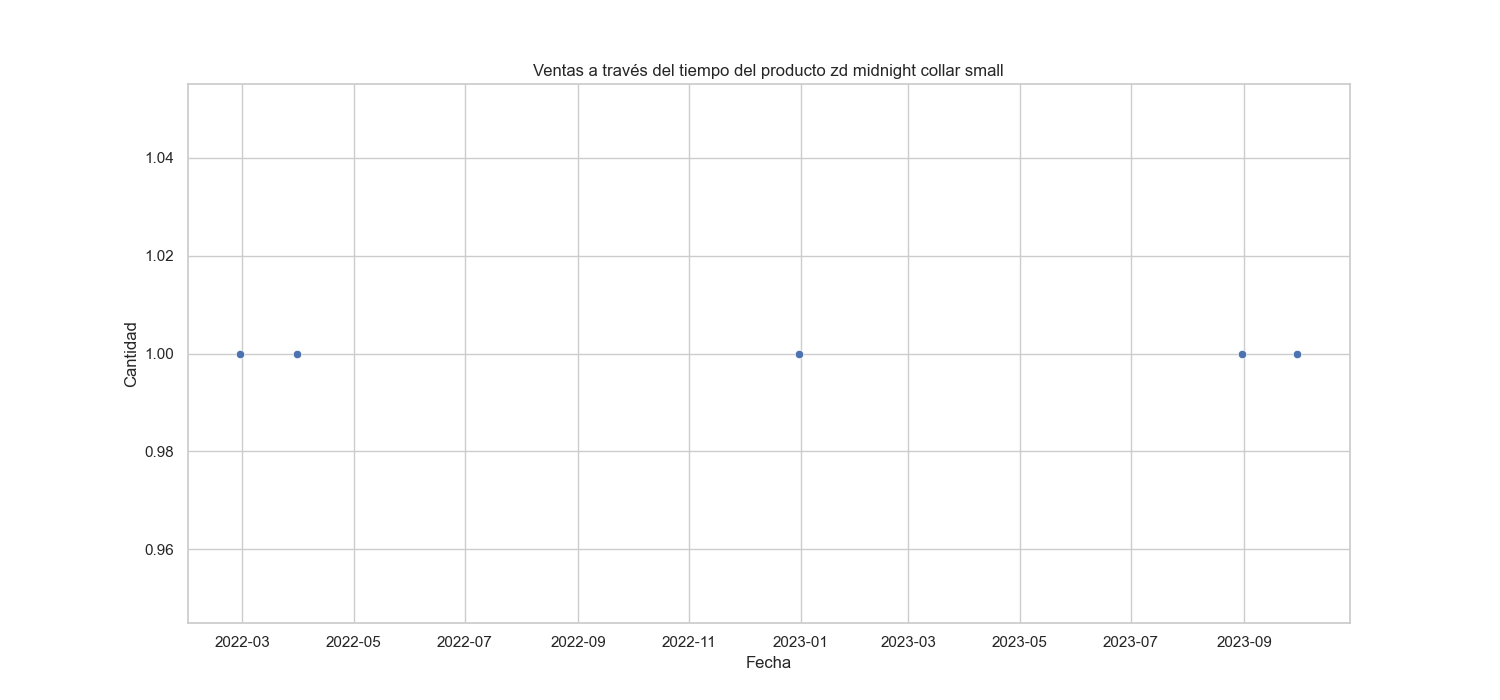 Ventas a través del tiempo del producto zd midnight collar small
1.04
1.02
1.00
0.98
0.96
Cantidad
2022-03 2022-05 2022-07 2022-09 2022-11 2023-01 2023-03 2023-05 2023-07 2023-09
Fecha